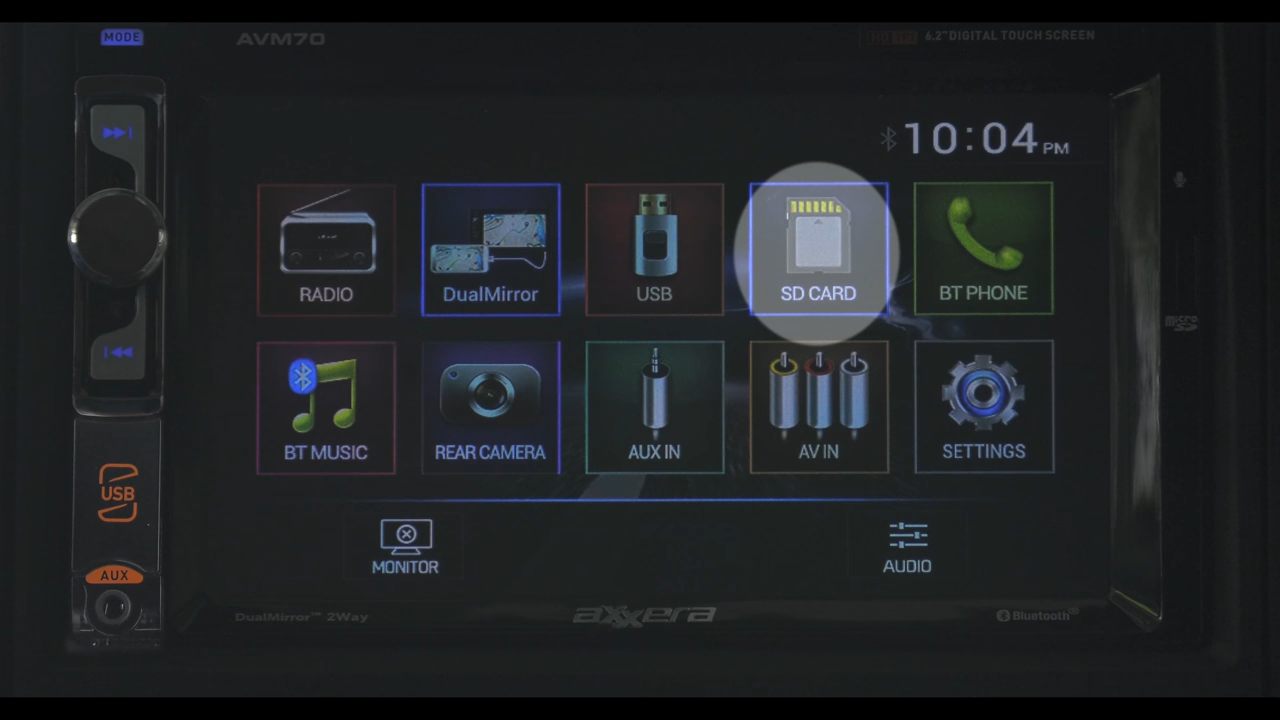 MODE
AVM70
6.2" DIGITAL TOUCH SCREEN
10:04 PM
RADIO
DualMirror
USB
SD CARD
BT PHONE
BT MUSIC
REAR CAMERA
AUX IN
AV IN
SETTINGS
micro SD
USB
MONITOR
AUDIO
AUX
DualMirror™ 2Way
axxera
Bluetooth®